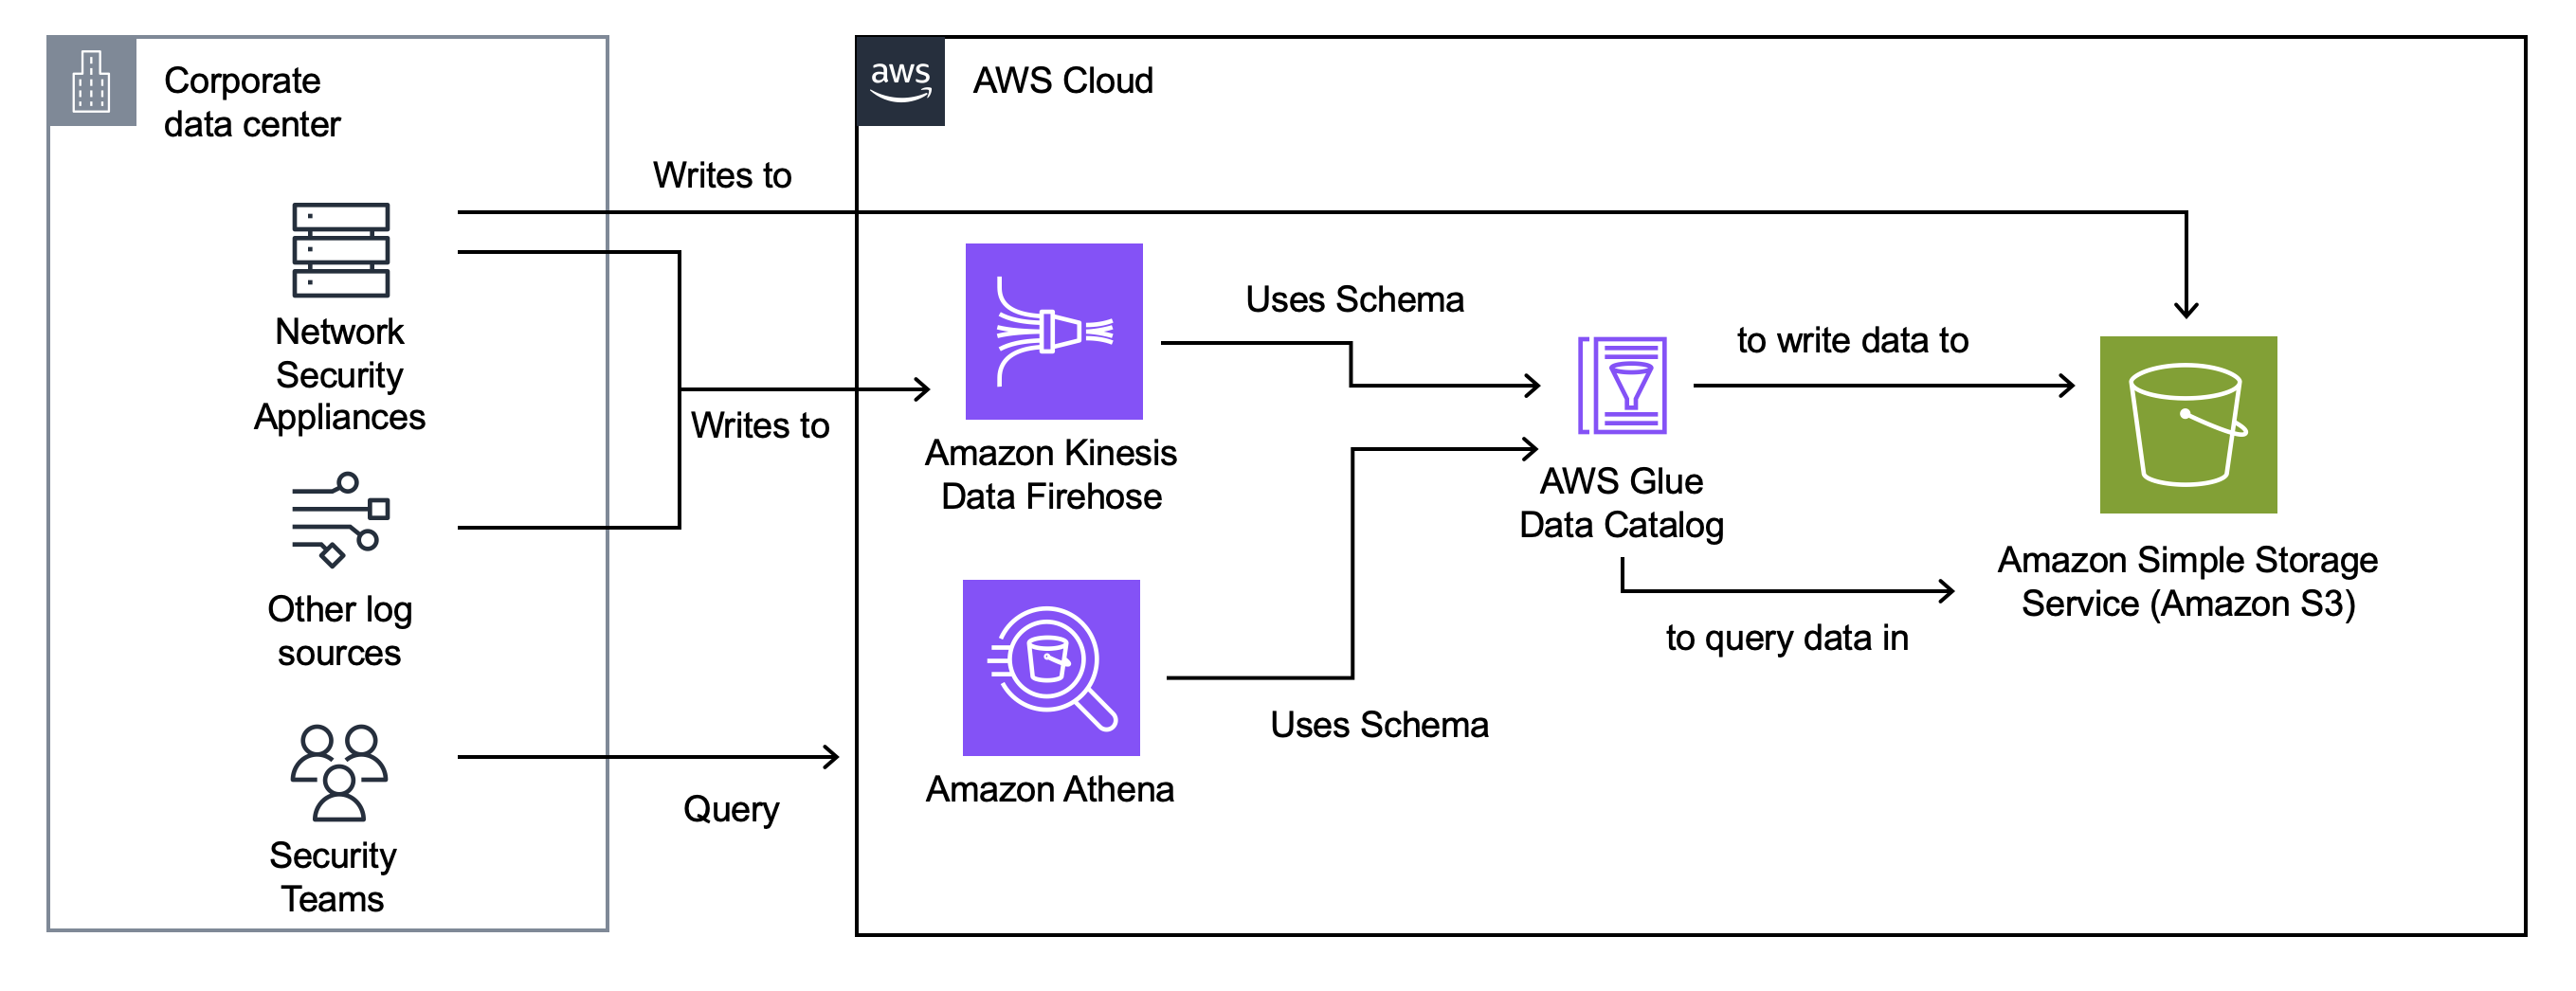 Corporate
data center
aws
AWS Cloud
Writes to
Network
Security
Appliances
Writes to
Other log
sources
Security
Teams
Query
Amazon Kinesis
Data Firehose
Uses Schema
Amazon Athena
Uses Schema
AWS Glue
Data Catalog
to write data to
to query data in
Amazon Simple Storage
Service (Amazon S3)